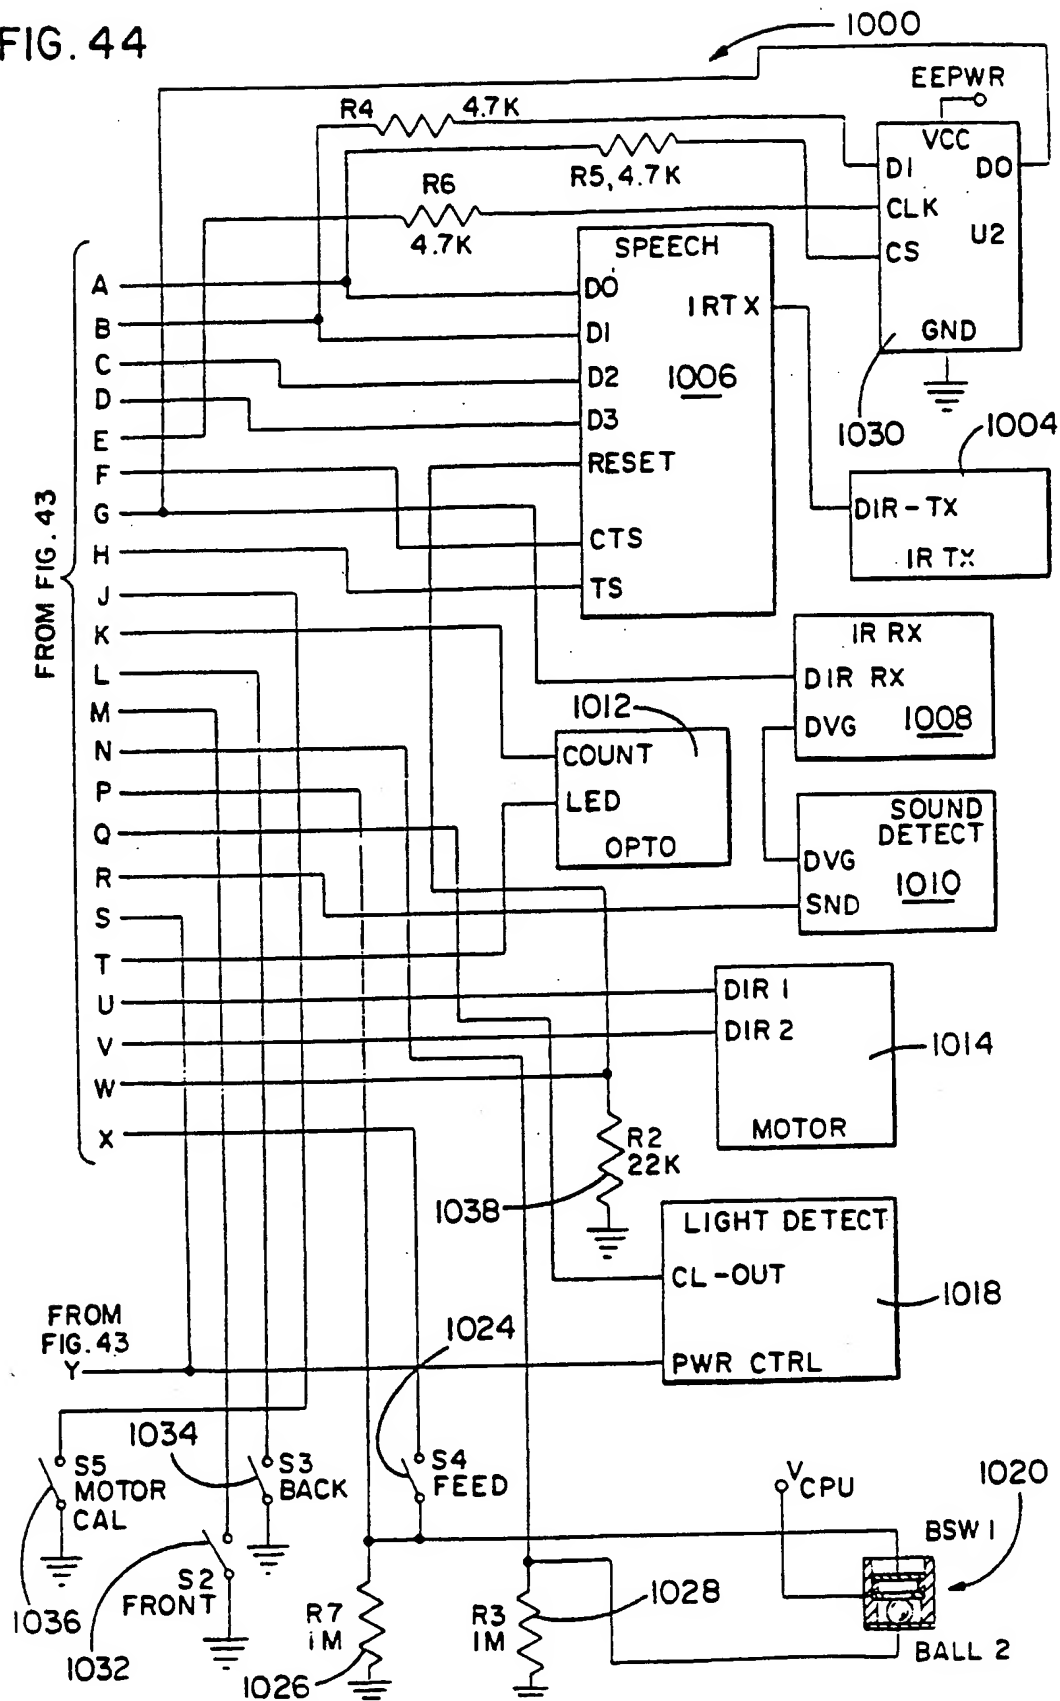 FIG. 44
1000
EEPWR
R4
4.7K
R5, 4.7K
R6
4.7K
VCC
DI
DO
CLK
U2
CS
GND
1030
SPEECH
D0
IRTX
D1
1006
D2
D3
RESET
CTS
TS
1004
DIR-TX
IR TX
FROM FIG. 43
A
B
C
D
E
F
G
H
J
K
L
M
N
P
Q
R
S
T
U
V
W
X
IR RX
DIR RX
DVG
1008
1012
COUNT
LED
OPTO
SOUND
DETECT
DVG
1010
SND
DIR 1
DIR 2
1014
MOTOR
R2
22K
1038
LIGHT DETECT
CL-OUT
1018
PWR CTRL
FROM
FIG. 43
Y
1024
1034
S5
MOTOR
CAL
S3
BACK
S4
FEED
VCPU
1020
BSW 1
S2
FRONT
1036
1032
R7
1M
1026
R3
1M
1028
BALL 2